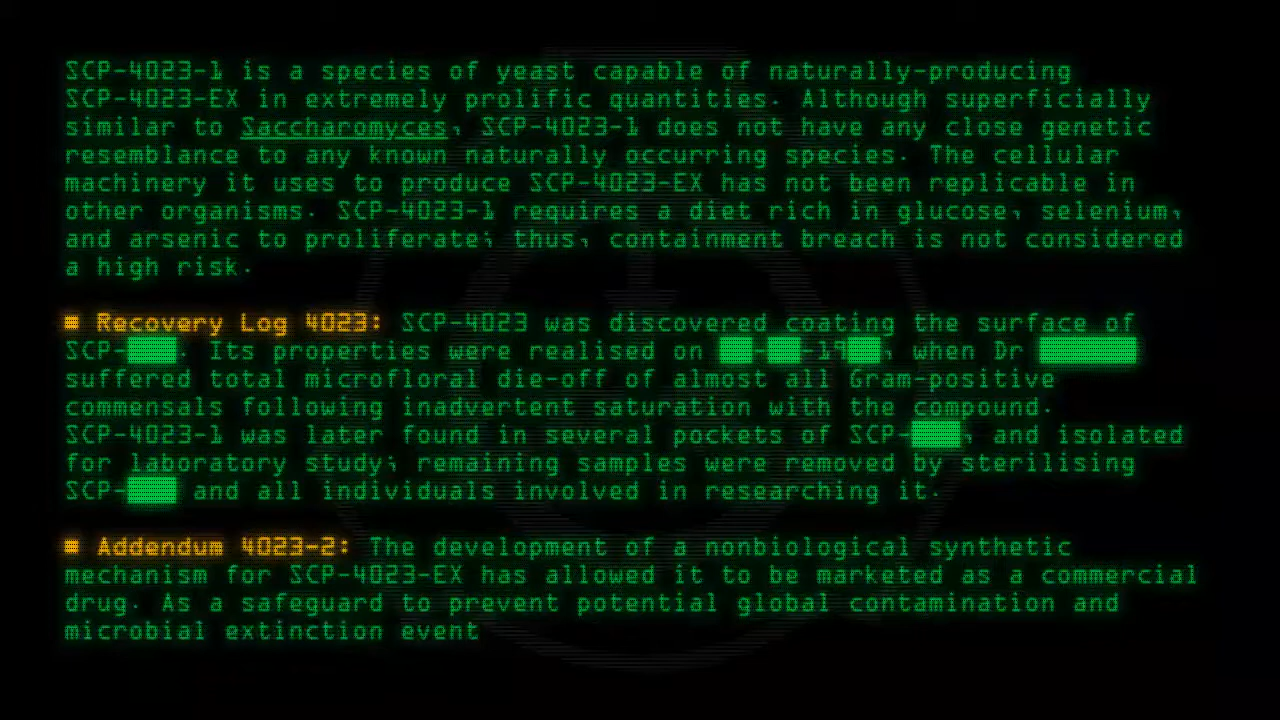 SCP-4023-1 is a species of yeast capable of naturally-producing
SCP-4023-EX in extremely prolific quantities. Although superficially
similar to Saccharomyces, SCP-4023-1 does not have any close genetic
resemblance to any known naturally occurring species. The cellular
machinery it uses to produce SCP-4023-EX has not been replicable in
other organisms. SCP-4023-1 requires a diet rich in glucose, selenium,
and arsenic to proliferate; thus, containment breach is not considered
a high risk.
■ Recovery Log 4023: SCP-4023 was discovered coating the surface of
SCP-███. Its properties were realised on ██-██-19██, when Dr ██████
suffered total microfloral die-off of almost all Gram-positive
commensals following inadvertent saturation with the compound.
SCP-4023-1 was later found in several pockets of SCP-███, and isolated
for laboratory study; remaining samples were removed by sterilising
SCP-███ and all individuals involved in researching it.
■ Addendum 4023-2: The development of a nonbiological synthetic
mechanism for SCP-4023-EX has allowed it to be marketed as a commercial
drug. As a safeguard to prevent potential global contamination and
microbial extinction event